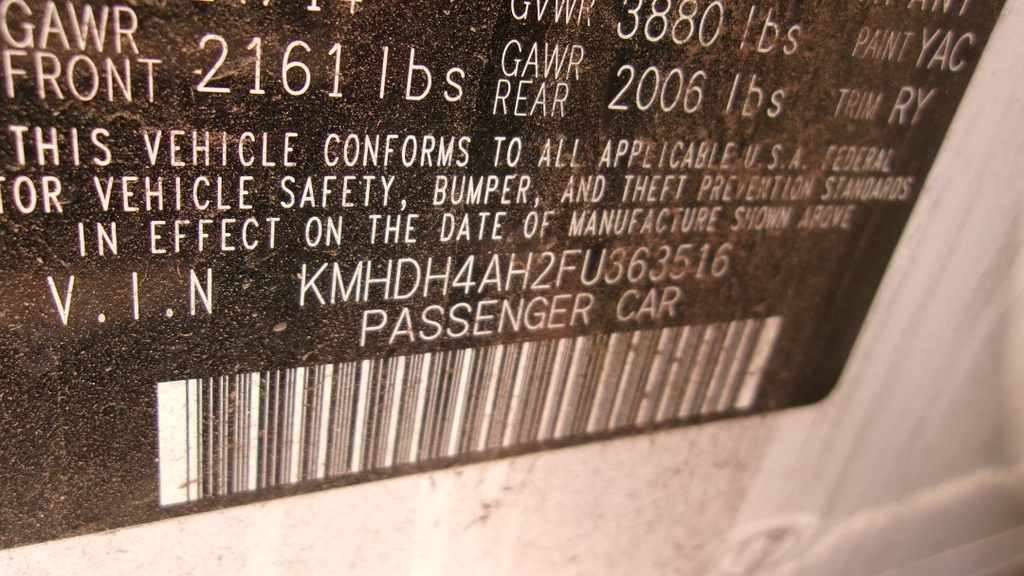 GVWR 3880 lbs
GAWR FRONT 2161 lbs GAWR REAR 2006 lbs
PAINT YAC
TRIM RY
THIS VEHICLE CONFORMS TO ALL APPLICABLE U.S.A. FEDERAL
VEHICLE SAFETY, BUMPER, AND THEFT PREVENTION STANDARDS
IN EFFECT ON THE DATE OF MANUFACTURE SHOWN ABOVE
V.I.N KMHDH4AH2FU363516
PASSENGER CAR